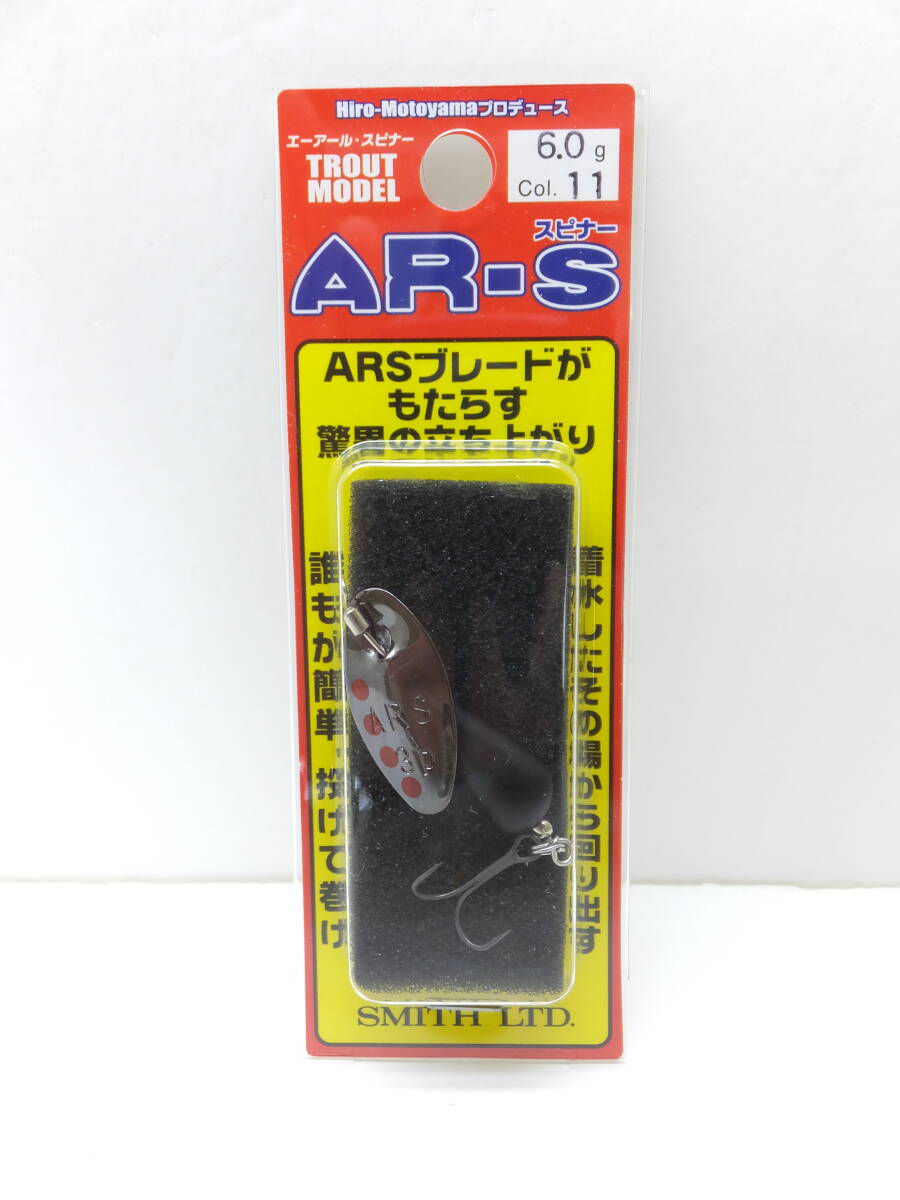 Hiro-Motoyamaプロデュース
エーアール・スピナー
TROUT
MODEL
6.0 g
Col. 11
スピナー
AR-S
ARSブレードが
もたらす
驚異の立ち上がり
着水したその場から回り出す
誰もが簡単・投げて巻け
SMITH LTD.